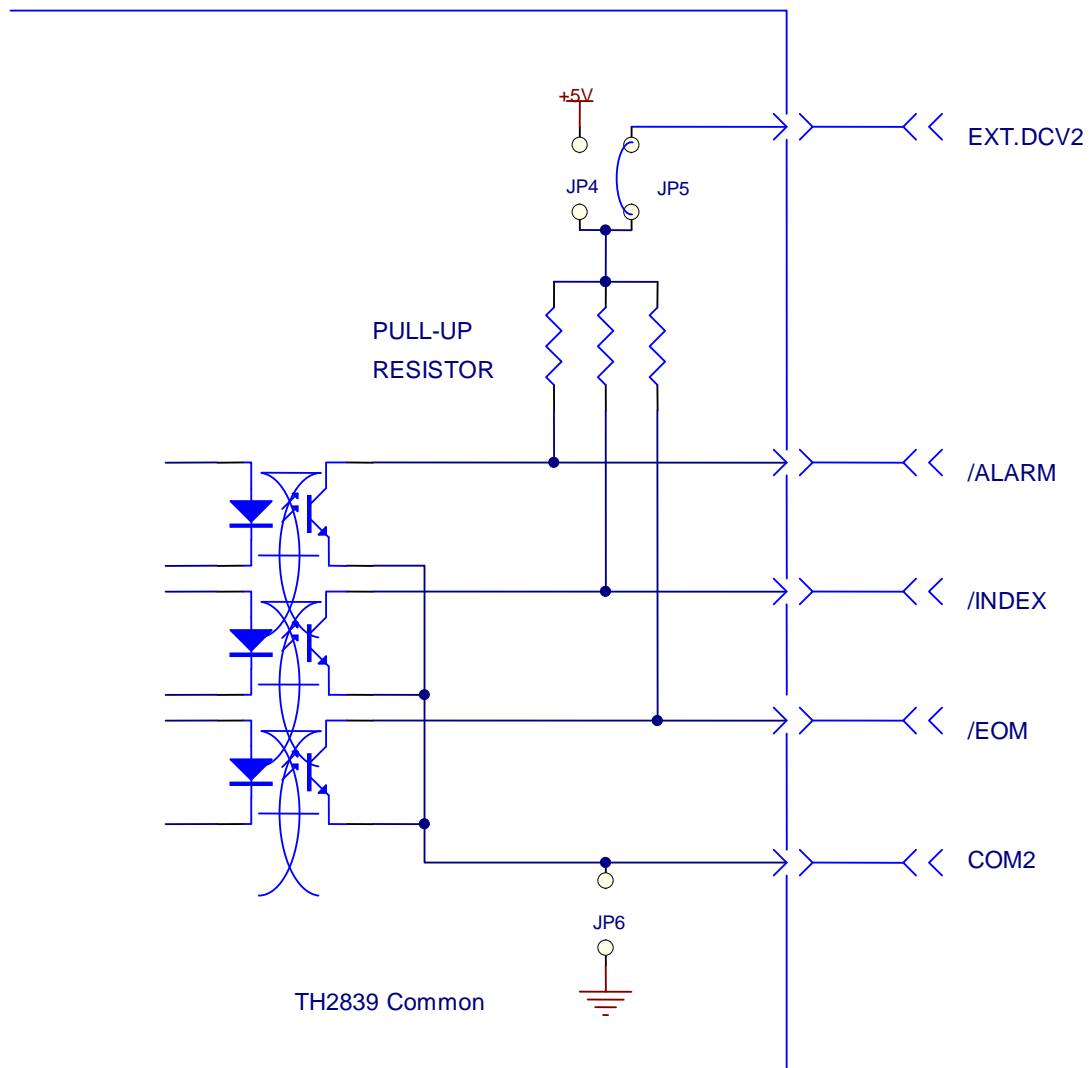 +5V
EXT.DCV2
JP4
JP5
PULL-UP
RESISTOR
/ALARM
/INDEX
/EOM
COM2
JP6
TH2839 Common